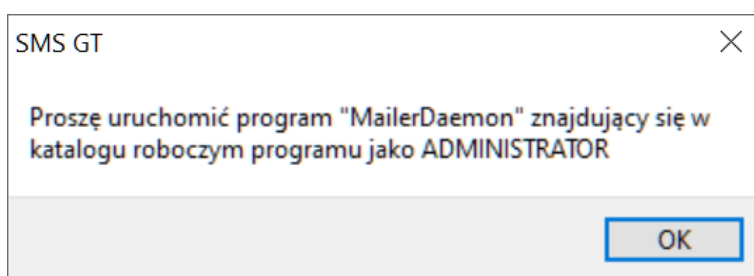 SMS GT
Proszę uruchomić program "MailerDaemon" znajdujący się w
katalogu roboczym programu jako ADMINISTRATOR
OK